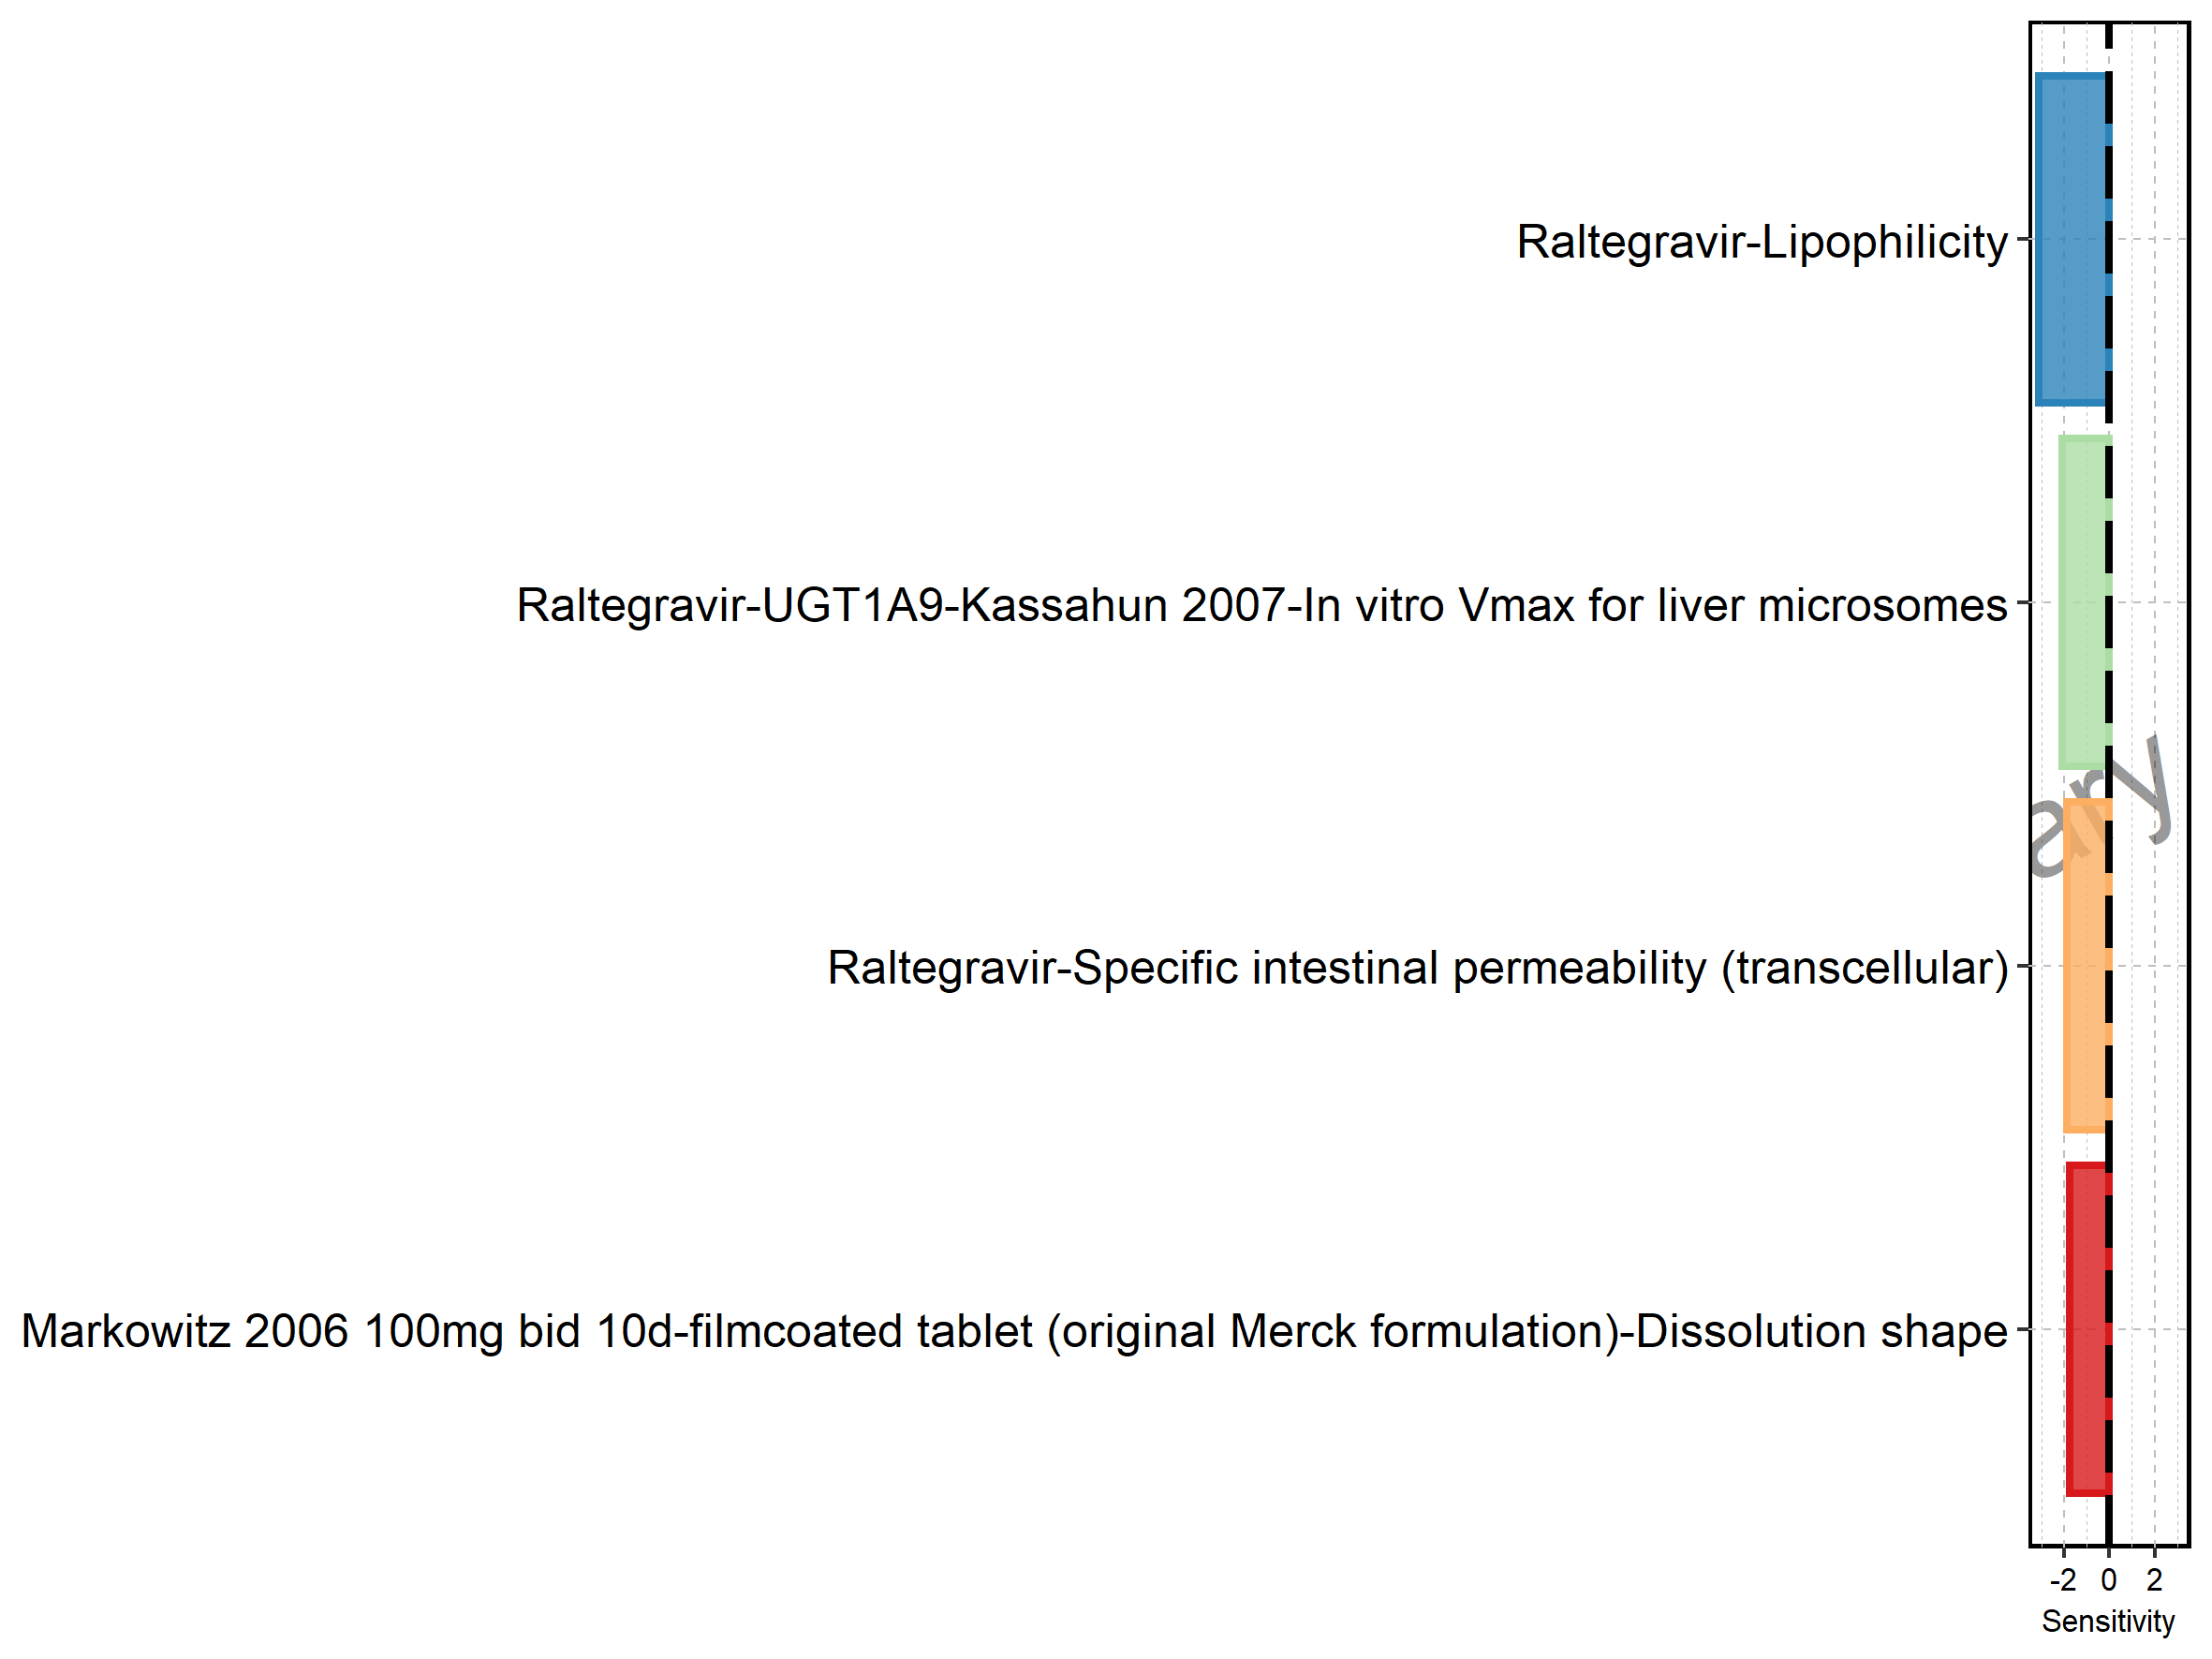 Raltegravir-Lipophilicity
Raltegravir-UGT1A9-Kassahun 2007-In vitro Vmax for liver microsomes
Raltegravir-Specific intestinal permeability (transcellular)
Markowitz 2006 100mg bid 10d-filmcoated tablet (original Merck formulation)-Dissolution shape
-2 0 2
Sensitivity